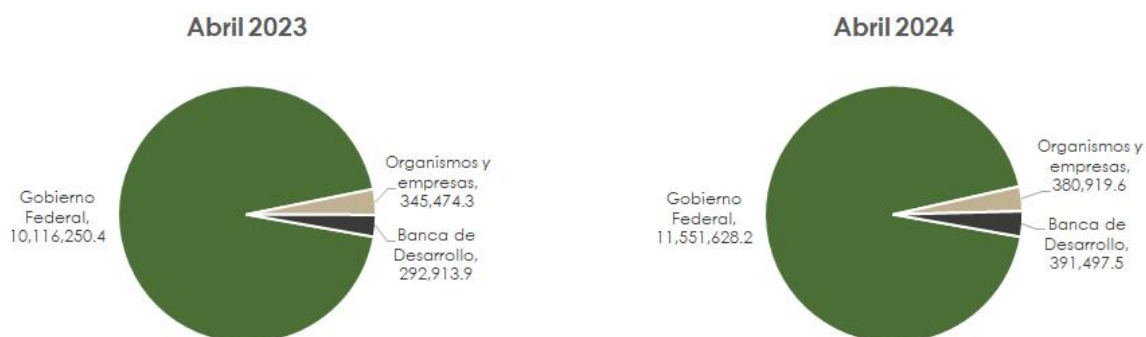 Abril 2023
Gobierno
Federal,
10,116,250.4
Organismos y
empresas,
345,474.3
Banca de
Desarrollo,
292,913.9
Abril 2024
Gobierno
Federal,
11,551,628.2
Organismos y
empresas,
380,919.6
Banca de
Desarrollo,
391,497.5